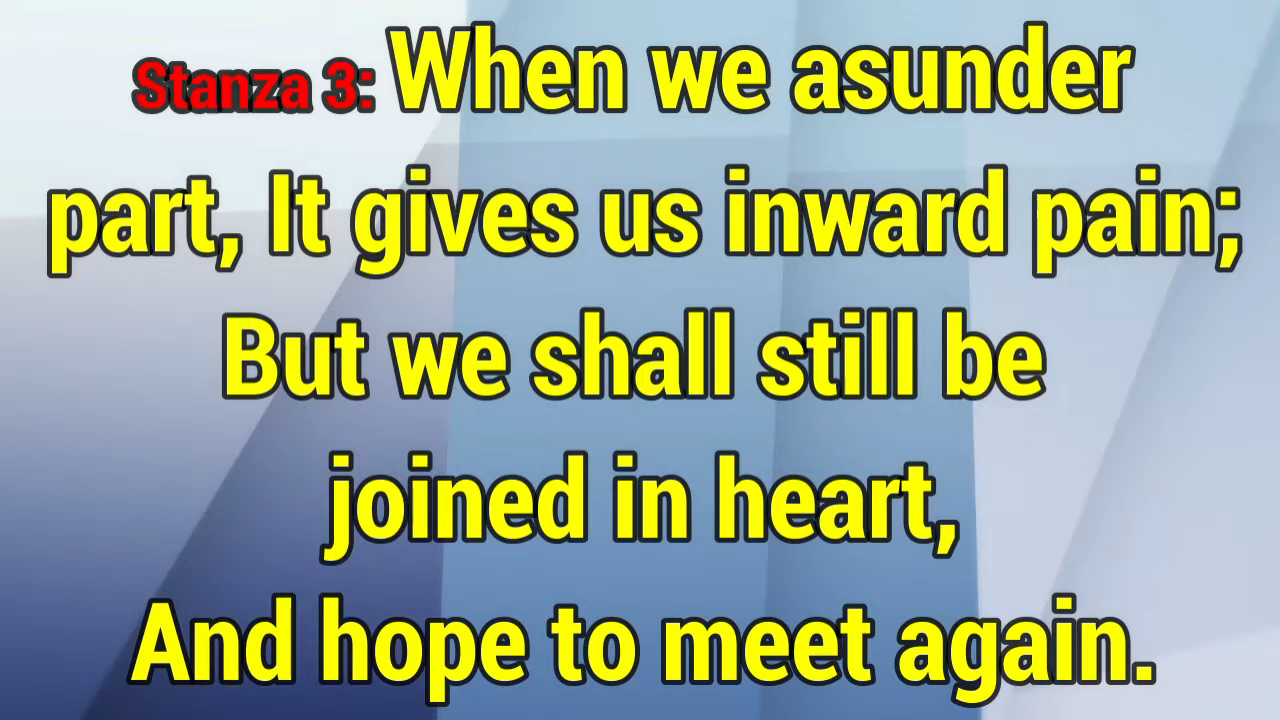 Stanza 3: When we asunder
part, It gives us inward pain;
But we shall still be
joined in heart,
And hope to meet again.